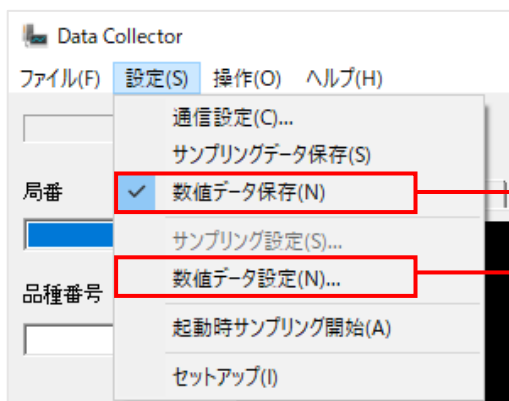 Data Collector
ファイル(F) 設定(S) 操作(O) ヘルプ(H)
通信設定(C)...
サンプリングデータ保存(S)
局番
数値データ保存(N)
サンプリング設定(S)...
数値データ設定(N)...
品種番号
起動時サンプリング開始(A)
セットアップ(I)